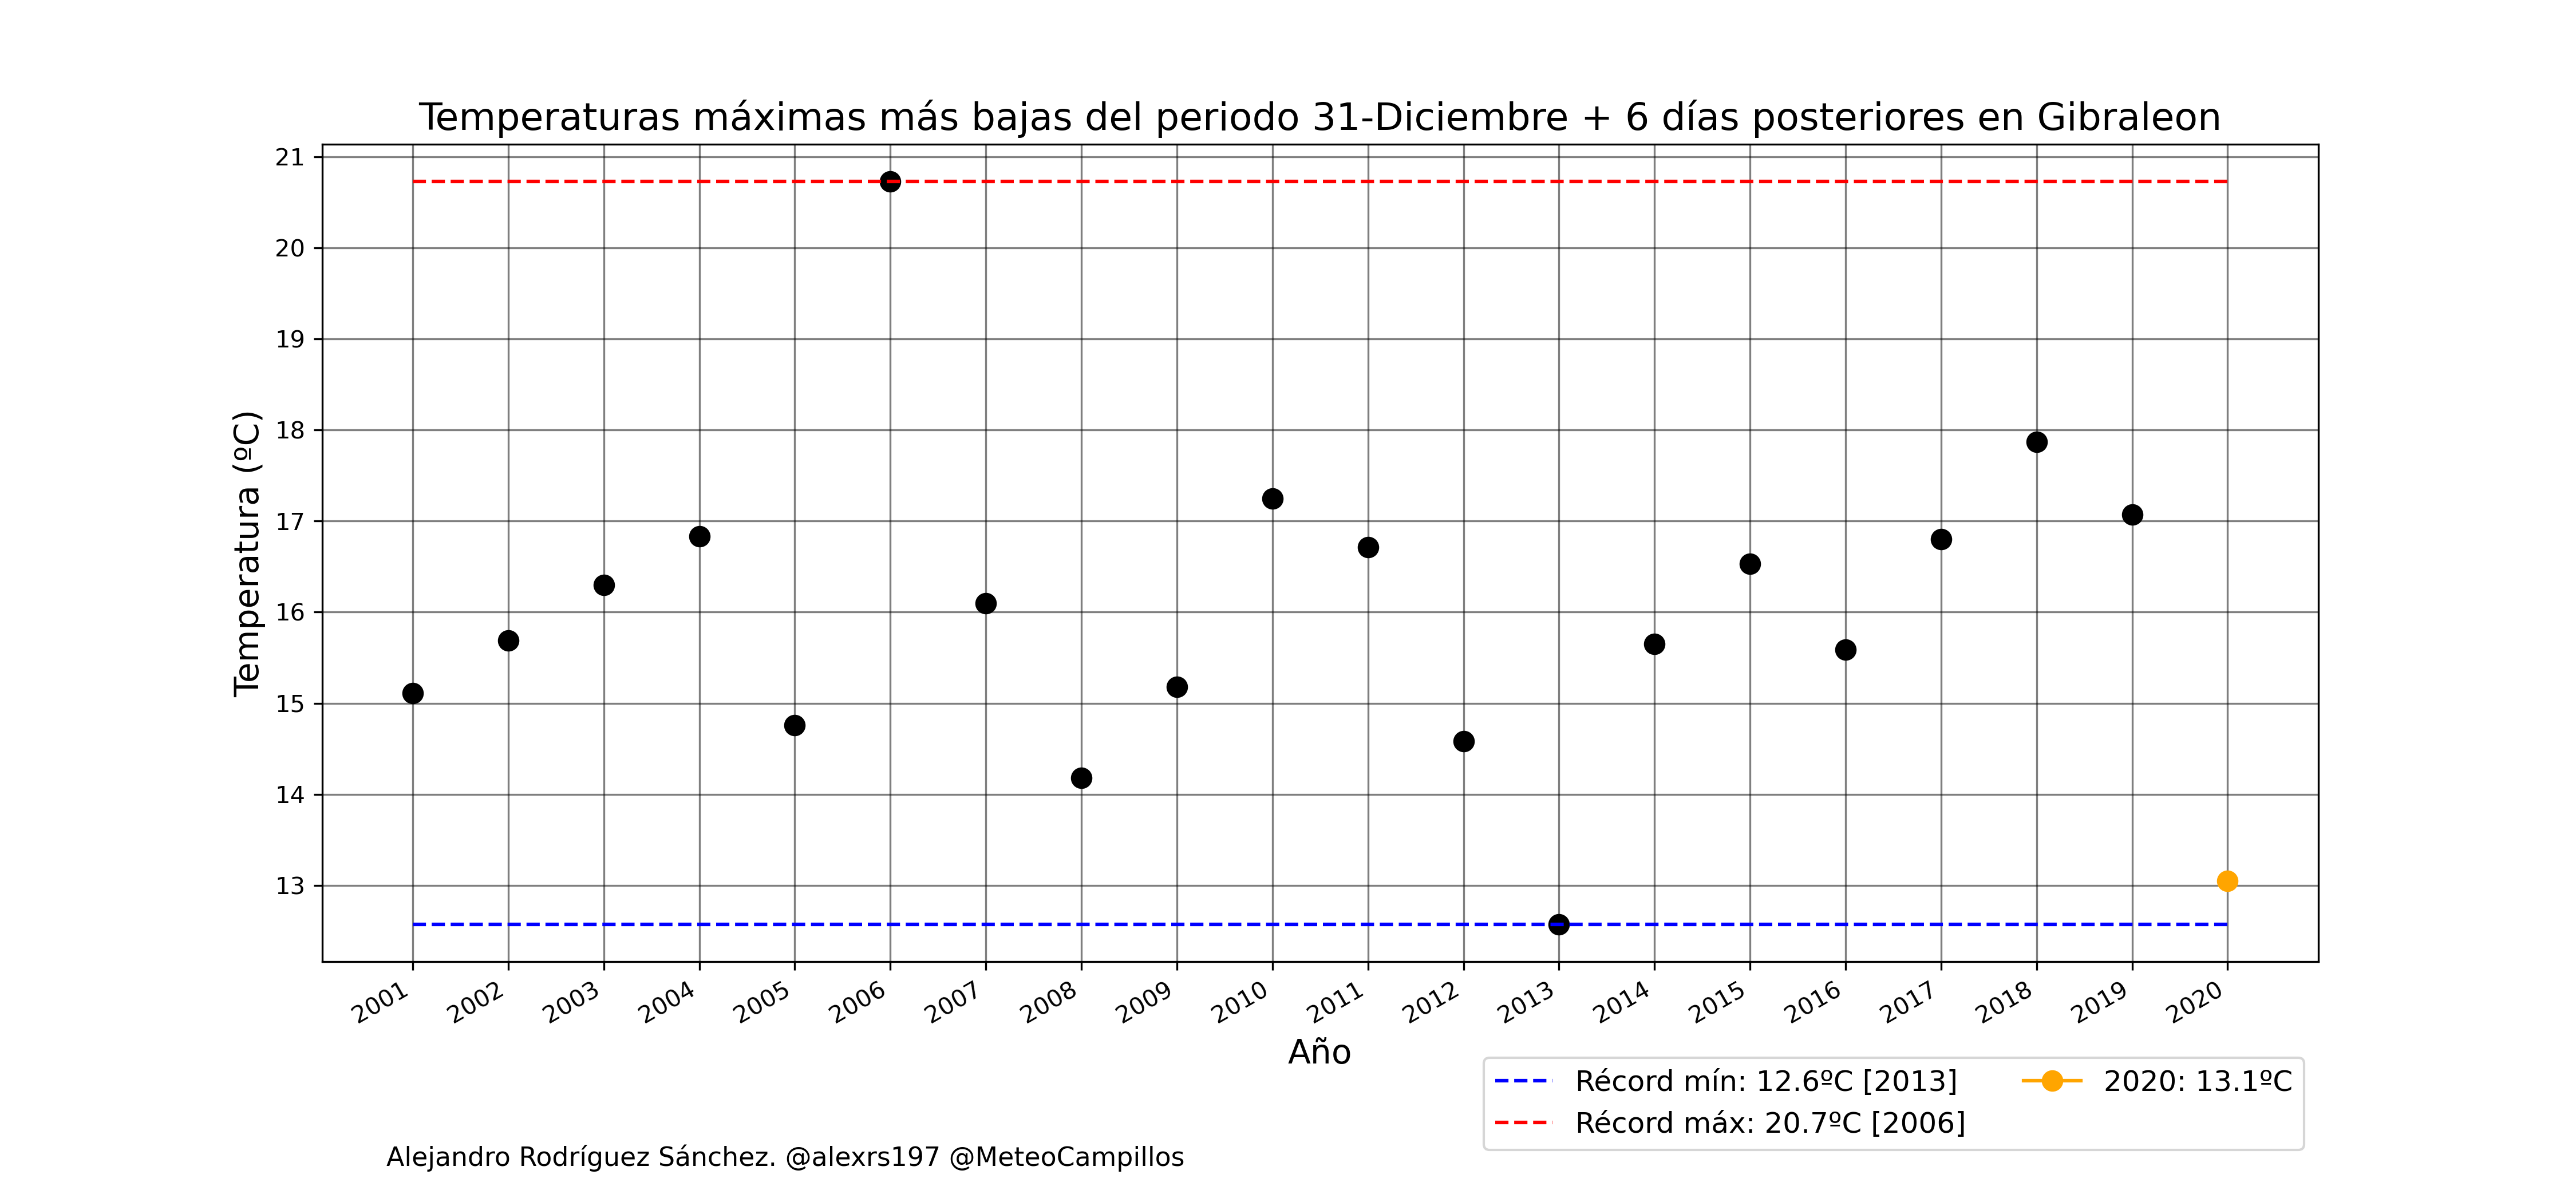 Temperaturas máximas más bajas del periodo 31-Diciembre + 6 días posteriores en Gibraleon
Temperatura (ºC)
21
20
19
18
17
16
15
14
13
2001 2002 2003 2004 2005 2006 2007 2008 2009 2010 2011 2012 2013 2014 2015 2016 2017 2018 2019 2020
Año
Récord mín: 12.6ºC [2013]
Récord máx: 20.7ºC [2006]
2020: 13.1ºC
Alejandro Rodríguez Sánchez. @alexrs197 @MeteoCampillos